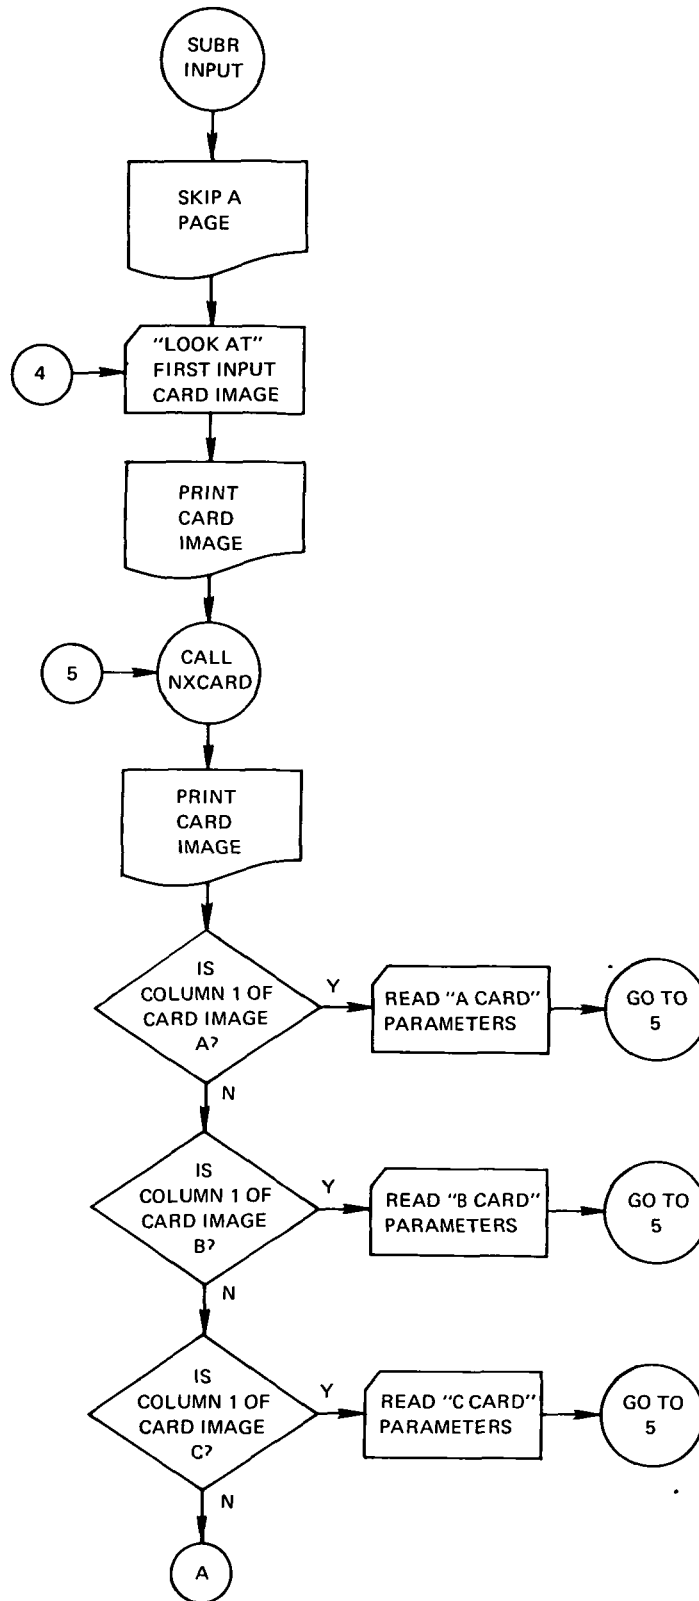 SUBR
INPUT
SKIP A
PAGE
"LOOK AT"
FIRST INPUT
CARD IMAGE
4
PRINT
CARD
IMAGE
5
CALL
NXCARD
PRINT
CARD
IMAGE
IS
COLUMN 1 OF
CARD IMAGE
A?
Y
READ "A CARD"
PARAMETERS
GO TO
5
N
IS
COLUMN 1 OF
CARD IMAGE
B?
Y
READ "B CARD"
PARAMETERS
GO TO
5
N
IS
COLUMN 1 OF
CARD IMAGE
C?
Y
READ "C CARD"
PARAMETERS
GO TO
5
N
A